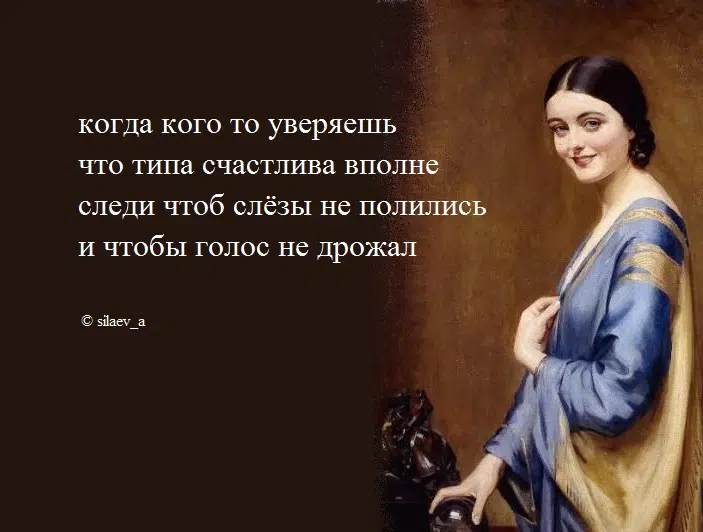 когда кого то уверяешь
что типа счастлива вполне
следи чтоб слёзы не полились
и чтобы голос не дрожал
© silaev_a